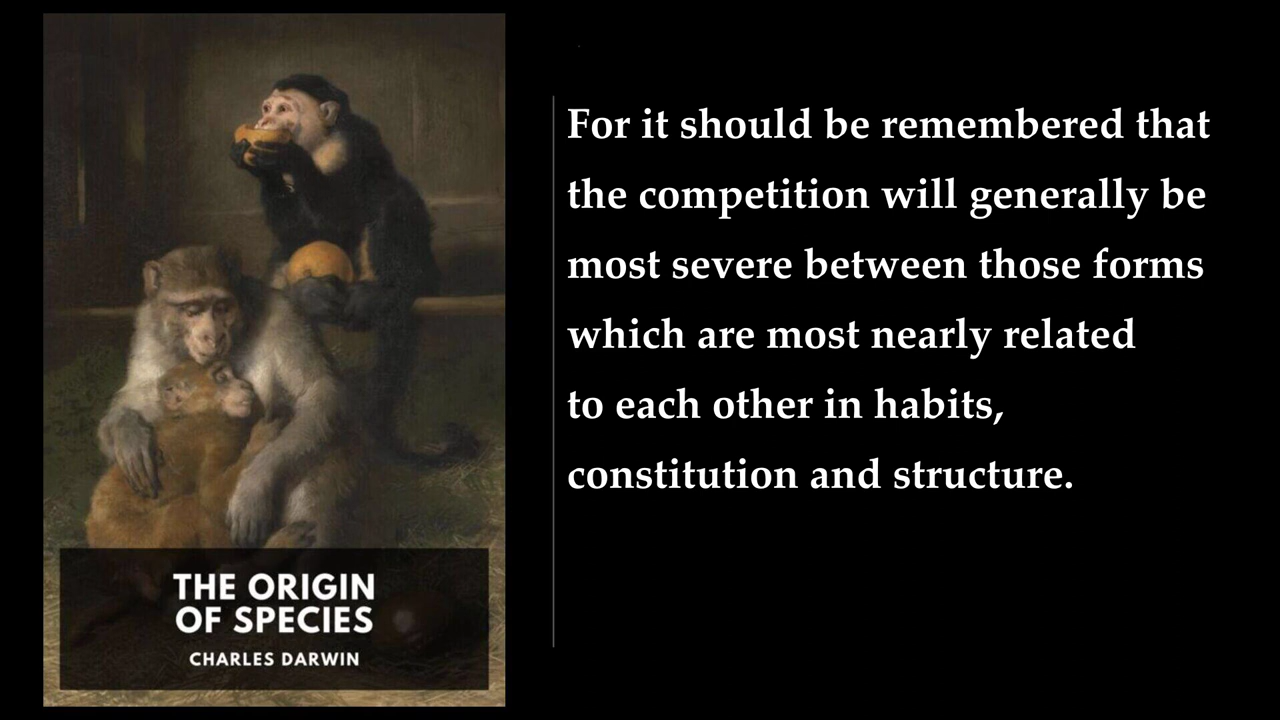 THE ORIGIN
OF SPECIES
CHARLES DARWIN
For it should be remembered that
the competition will generally be
most severe between those forms
which are most nearly related
to each other in habits,
constitution and structure.